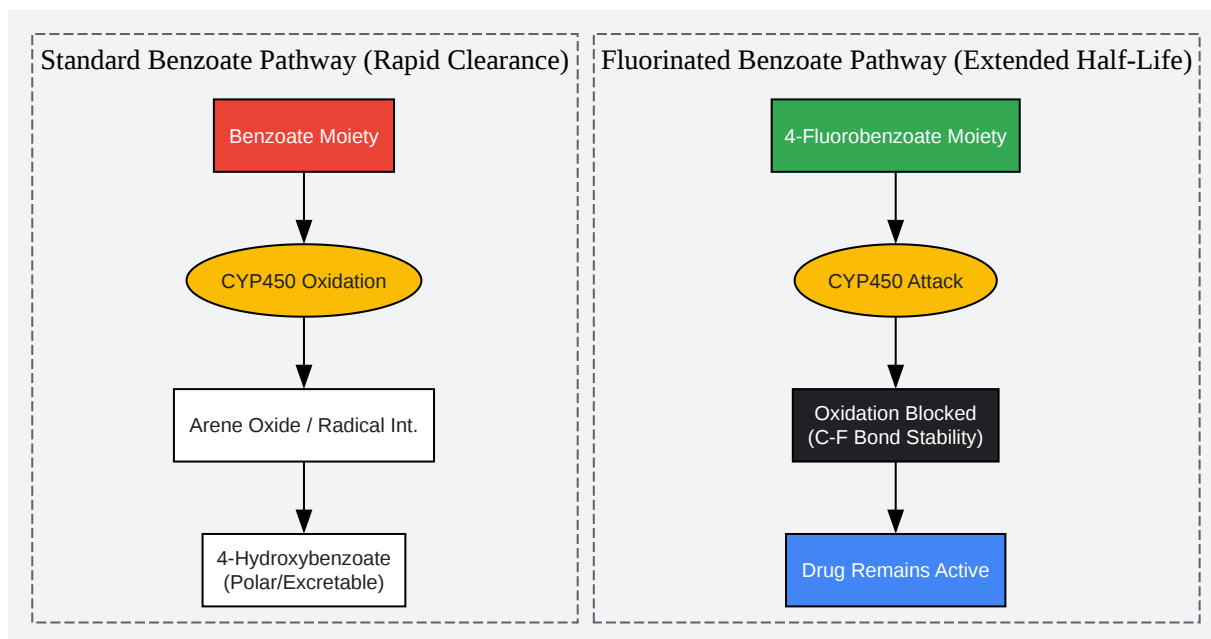 Standard Benzoate Pathway (Rapid Clearance)
Benzoate Moiety
CYP450 Oxidation
Arene Oxide / Radical Int.
4-Hydroxybenzoate
(Polar/Excretable)
Fluorinated Benzoate Pathway (Extended Half-Life)
4-Fluorobenzoate Moiety
CYP450 Attack
Oxidation Blocked
(C-F Bond Stability)
Drug Remains Active